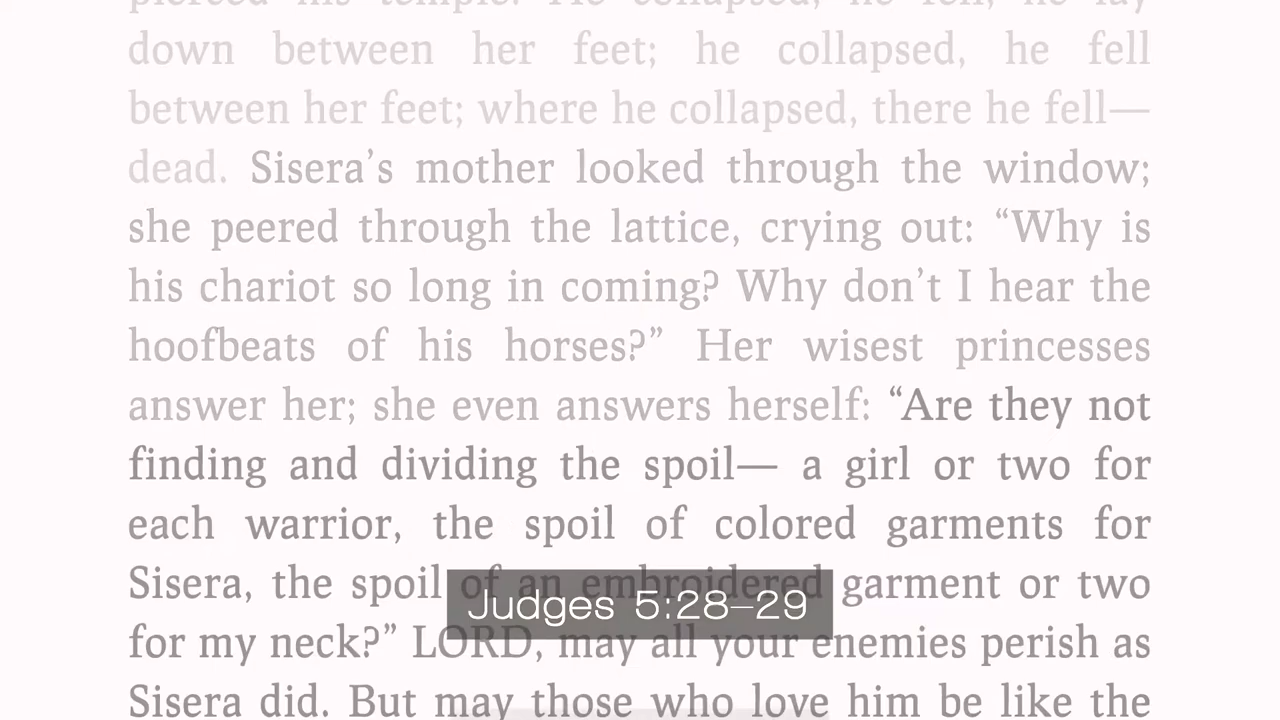 pierced his temple. He collapsed, he fell, he lay
down between her feet; he collapsed, he fell
between her feet; where he collapsed, there he fell—
dead. Sisera’s mother looked through the window;
she peered through the lattice, crying out: “Why is
his chariot so long in coming? Why don’t I hear the
hoofbeats of his horses?” Her wisest princesses
answer her; she even answers herself: “Are they not
finding and dividing the spoil— a girl or two for
each warrior, the spoil of colored garments for
Sisera, the spoil of an embroidered garment or two
Judges 5:28–29
for my neck?” LORD, may all your enemies perish as
Sisera did. But may those who love him be like the